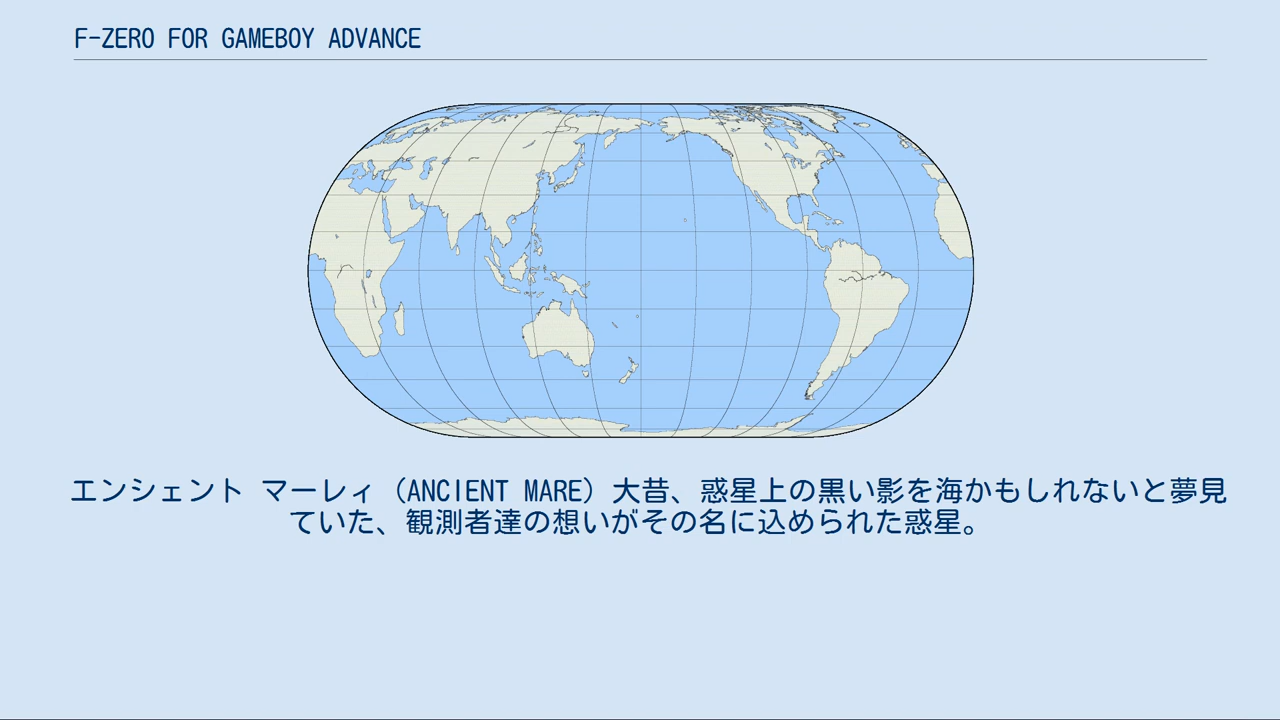 F-ZERO FOR GAMEBOY ADVANCE
エンシェント マーレィ（ANCIENT MARE）大昔、惑星上の黒い影を海かもしれないと夢見
ていた、観測者達の想いがその名に込められた惑星。